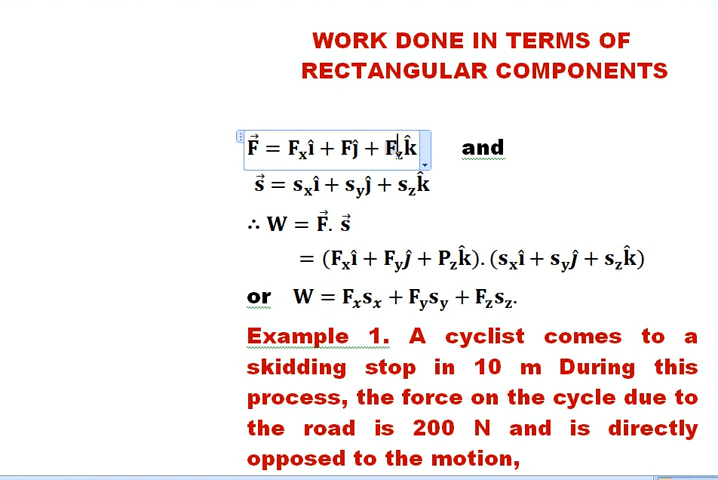 WORK DONE IN TERMS OF
RECTANGULAR COMPONENTS
F⃗ = Fₓî + Fĵ + F_zk̂ and
s⃗ = sₓî + s_yĵ + s_zk̂
∴ W = F⃗. s⃗
= (Fₓî + F_yĵ + P_zk̂). (sₓî + s_yĵ + s_zk̂)
or W = Fₓsₓ + F_ys_y + F_zs_z.
Example 1. A cyclist comes to a
skidding stop in 10 m During this
process, the force on the cycle due to
the road is 200 N and is directly
opposed to the motion,